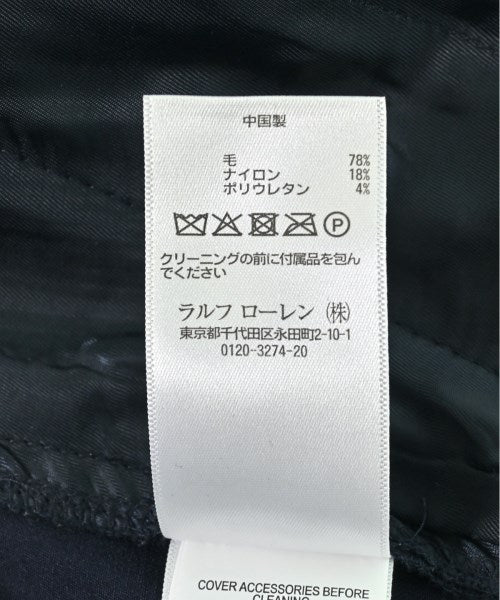 中国製
毛 78%
ナイロン 18%
ポリウレタン 4%
P
クリーニングの前に付属品を包ん
でください
ラルフ ローレン (株)
東京都千代田区永田町2-10-1
0120-3274-20
COVER ACCESSORIES BEFORE
CLEANING